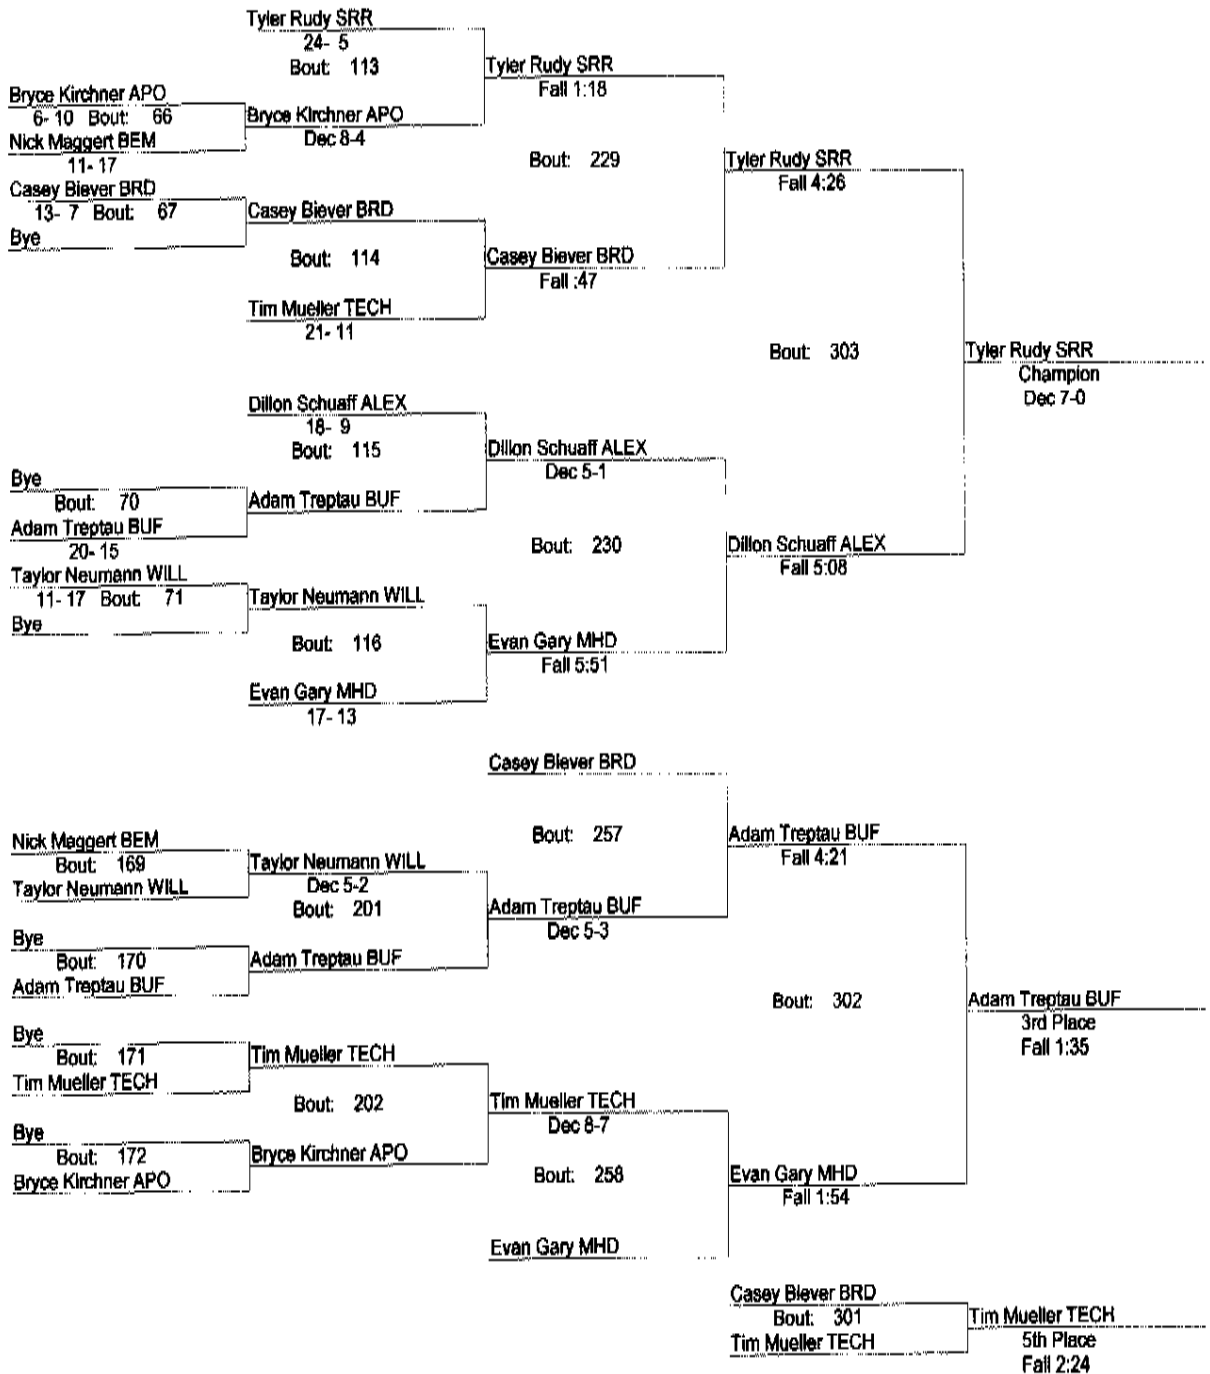 Tyler Rudy SRR
24- 5
Bout: 113
Tyler Rudy SRR
Fall 1:18
Bryce Kirchner APO
6- 10 Bout: 66
Bryce Kirchner APO
Dec 8-4
Nick Maggert BEM
11- 17
Bout: 229
Tyler Rudy SRR
Fall 4:26
Casey Biever BRD
13- 7 Bout: 67
Casey Biever BRD
Bye
Bout: 114
Casey Biever BRD
Fall :47
Tim Mueller TECH
21- 11
Bout: 303
Tyler Rudy SRR
Champion
Dec 7-0
Dillon Schuaff ALEX
18- 9
Bout: 115
Dillon Schuaff ALEX
Dec 5-1
Bye
Bout: 70
Adam Treptau BUF
Adam Treptau BUF
20- 15
Bout: 230
Dillon Schuaff ALEX
Fall 5:08
Taylor Neumann WILL
11- 17 Bout: 71
Taylor Neumann WILL
Bye
Bout: 116
Evan Gary MHD
Fall 5:51
Evan Gary MHD
17- 13
Casey Biever BRD
Bout: 257
Adam Treptau BUF
Fall 4:21
Nick Maggert BEM
Bout: 169
Taylor Neumann WILL
Taylor Neumann WILL
Dec 5-2
Bout: 201
Adam Treptau BUF
Dec 5-3
Bye
Bout: 170
Adam Treptau BUF
Adam Treptau BUF
Bout: 302
Adam Treptau BUF
3rd Place
Fall 1:35
Bye
Bout: 171
Tim Mueller TECH
Tim Mueller TECH
Bout: 202
Tim Mueller TECH
Dec 8-7
Bye
Bout: 172
Bryce Kirchner APO
Bryce Kirchner APO
Bout: 258
Evan Gary MHD
Fall 1:54
Evan Gary MHD
Casey Biever BRD
Bout: 301
Tim Mueller TECH
Tim Mueller TECH
5th Place
Fall 2:24